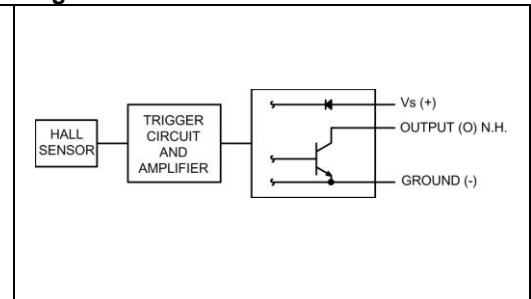 HALL
SENSOR
TRIGGER
CIRCUIT
AND
AMPLIFIER
Vs (+)
OUTPUT (O) N.H.
GROUND (-)